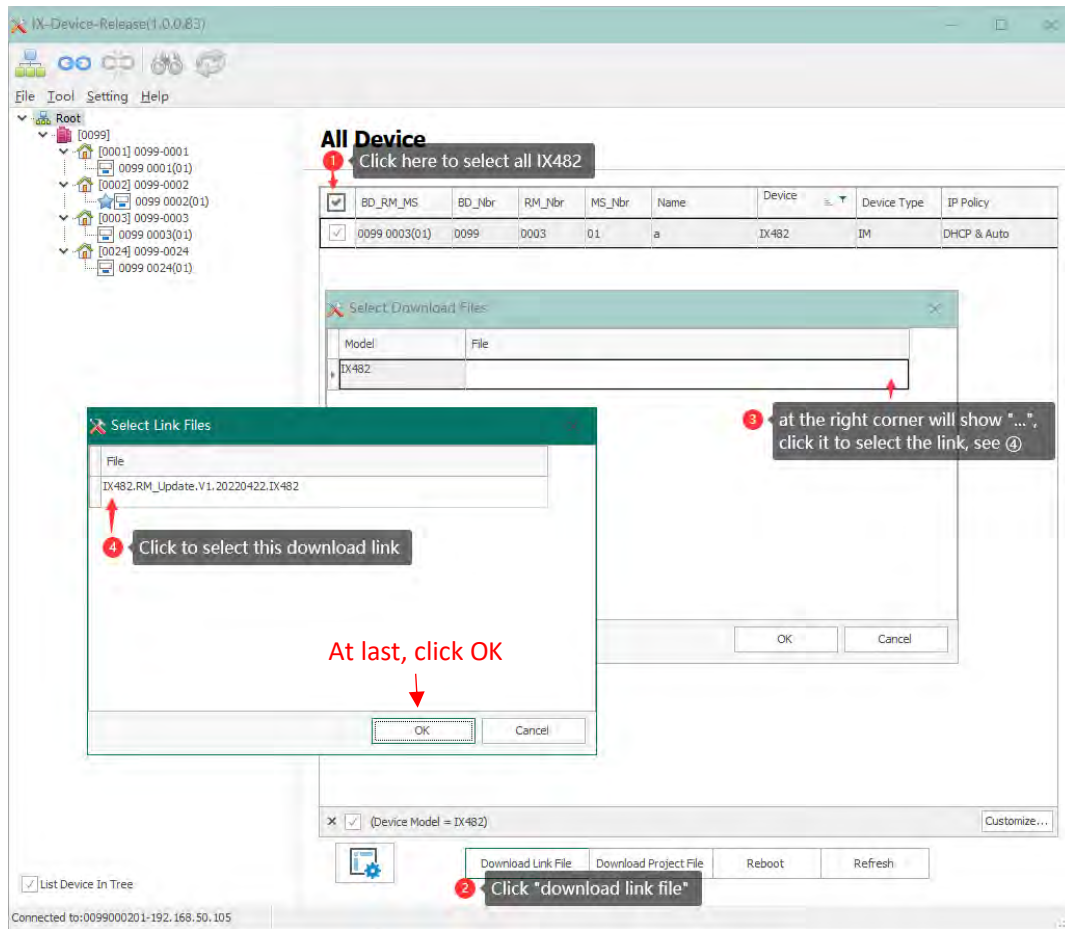 IX-Device-Release(1.0.0.83)
File Tool Setting Help
Root
[0099]
[0001] 0099-0001
0099 0001(01)
[0002] 0099-0002
0099 0002(01)
[0003] 0099-0003
0099 0003(01)
[0024] 0099-0024
0099 0024(01)
All Device
1 Click here to select all IX482
BD_RM_MS BD_Nbr RM_Nbr MS_Nbr Name Device Device Type IP Policy
0099 0003(01) 0099 0003 01 a IX482 IM DHCP & Auto
Select Download Files
Model File
IX482
3 at the right corner will show "...",
click it to select the link, see ④
Select Link Files
File
IX482.RM_Update.V1.20220422.IX482
4 Click to select this download link
At last, click OK
OK Cancel
OK Cancel
(Device Model = IX482) Customize...
Download Link File Download Project File Reboot Refresh
2 Click "download link file"
List Device In Tree
Connected to:0099000201-192.168.50.105